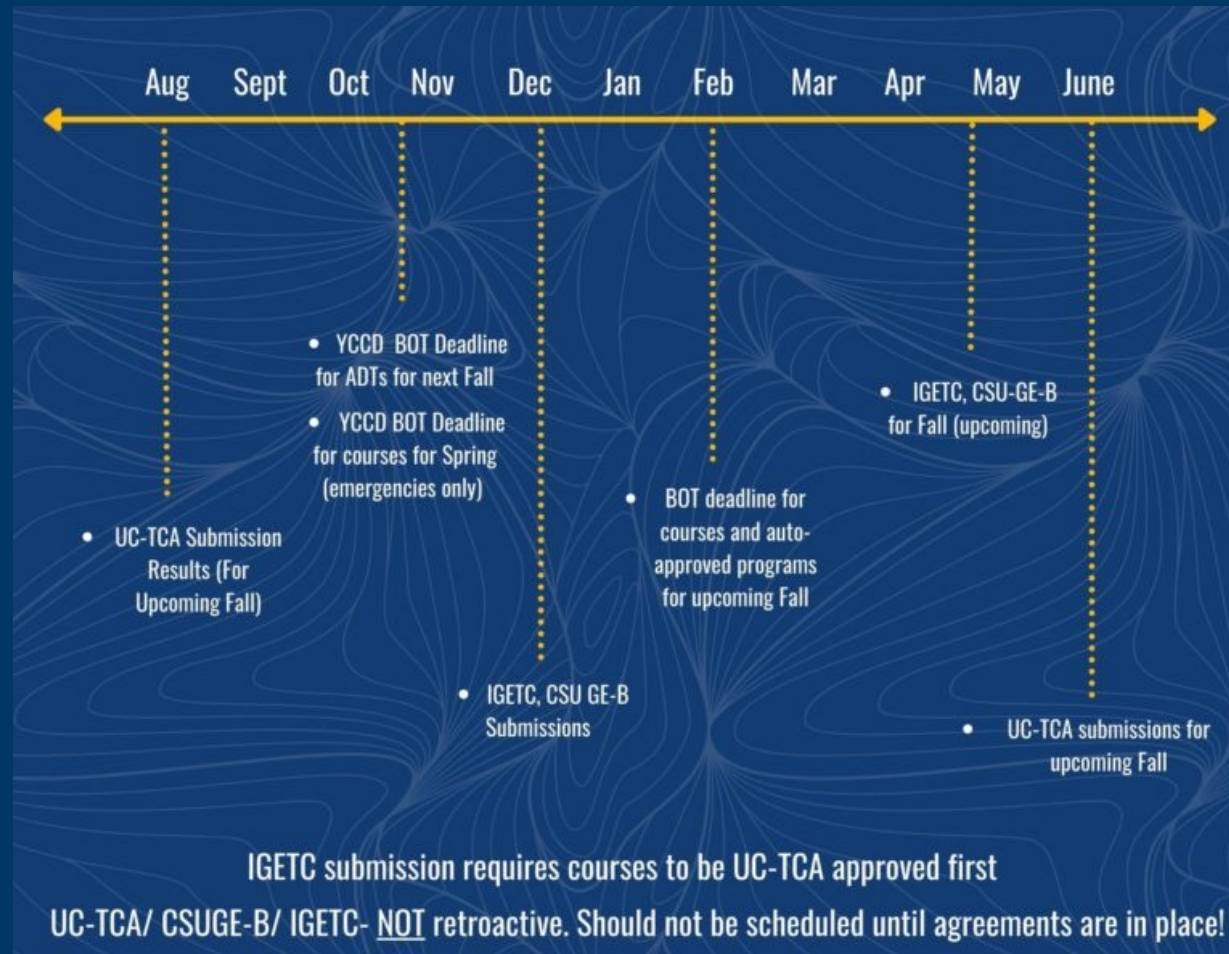 Aug Sept Oct Nov Dec Jan Feb Mar Apr May June
• YCCD BOT Deadline
for ADTs for next Fall
• YCCD BOT Deadline
for courses for Spring
(emergencies only)
• IGETC, CSU-GE-B
for Fall (upcoming)
• UC-TCA Submission
Results (For
Upcoming Fall)
• BOT deadline for
courses and auto-
approved programs
for upcoming Fall
• IGETC, CSU GE-B
Submissions
• UC-TCA submissions for
upcoming Fall
IGETC submission requires courses to be UC-TCA approved first
UC-TCA/ CSUGE-B/ IGETC- NOT retroactive. Should not be scheduled until agreements are in place!